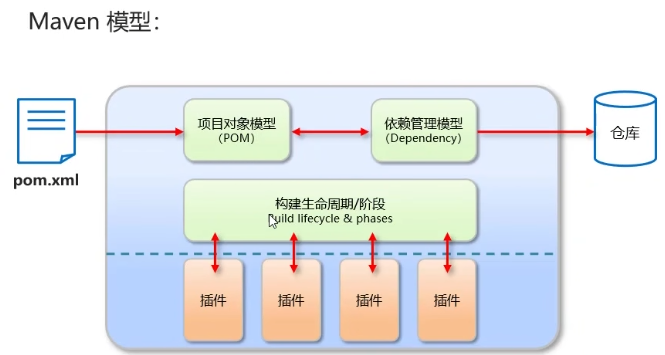 Maven 模型：
pom.xml
项目对象模型
（POM）
依赖管理模型
（Dependency）
仓库
构建生命周期/阶段
Build lifecycle & phases
插件
插件
插件
插件